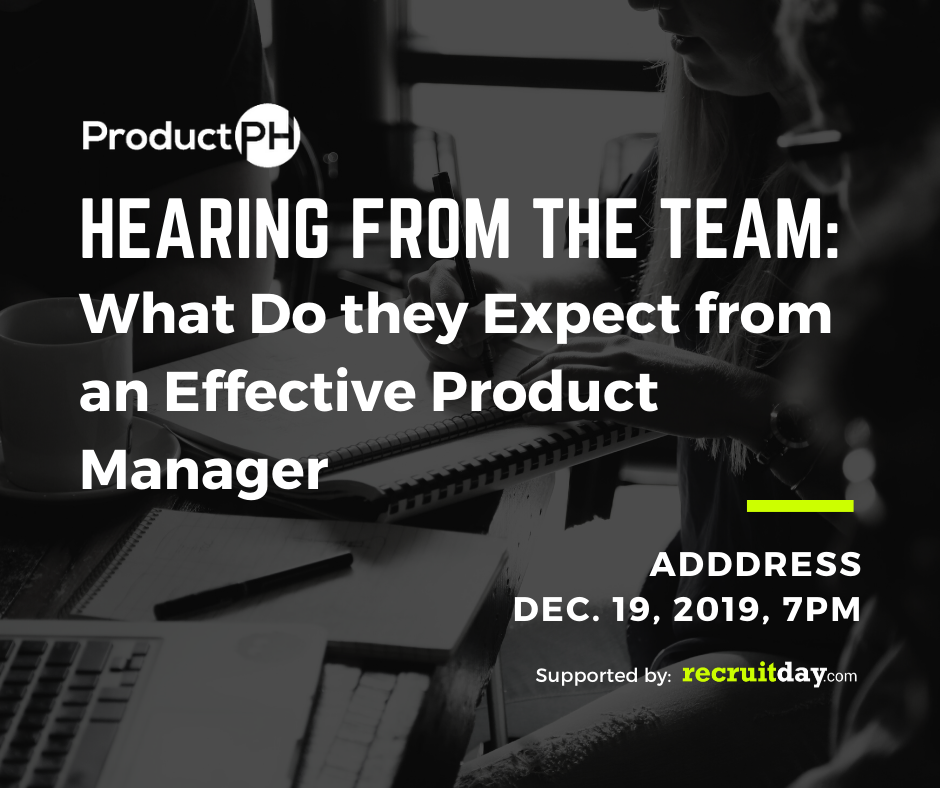 ProductPH
HEARING FROM THE TEAM:
What Do they Expect from
an Effective Product
Manager
ADDDRESS
DEC. 19, 2019, 7PM
Supported by: recruitday.com